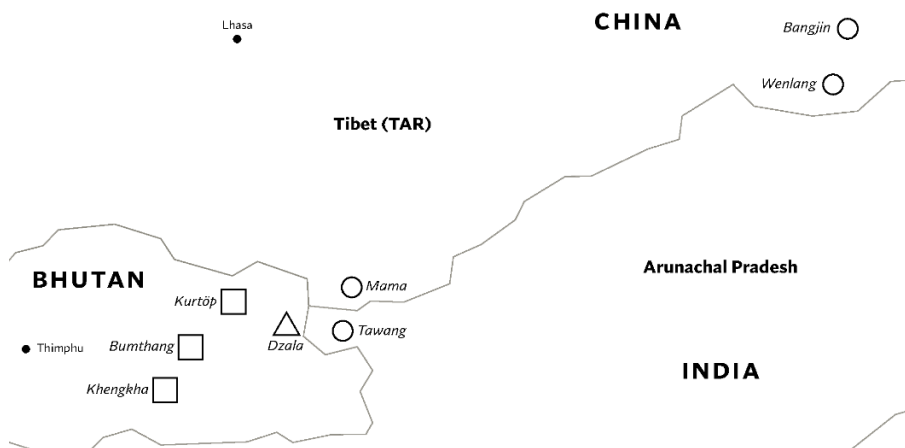 Lhasa
CHINA
Bangjin
Wenlang
Tibet (TAR)
BHUTAN
Arunachal Pradesh
Mama
Kurtöp
Tawang
Dzala
Thimphu
Bumthang
INDIA
Khengkha